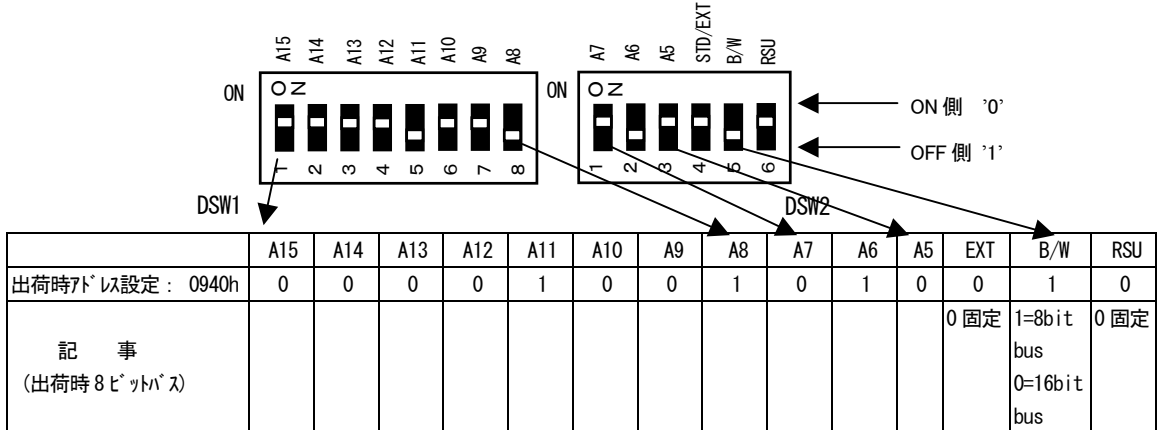 A15 A14 A13 A12 A11 A10 A9 A8
A7 A6 A5 STD/EXT B/W RSU
ON
ON
1 2 3 4 5 6 7 8
ON
ON
1 2 3 4 5 6
ON 側 '0'
OFF 側 '1'
DSW1
DSW2
A15 A14 A13 A12 A11 A10 A9 A8 A7 A6 A5 EXT B/W RSU
出荷時ｱﾄﾞﾚｽ設定： 0940h 0 0 0 0 1 0 0 1 0 1 0 0 1 0
記 事
(出荷時 8 ﾋﾞｯﾄﾊﾞｽ)
0 固定
1=8bit
bus
0=16bit
bus
0 固定